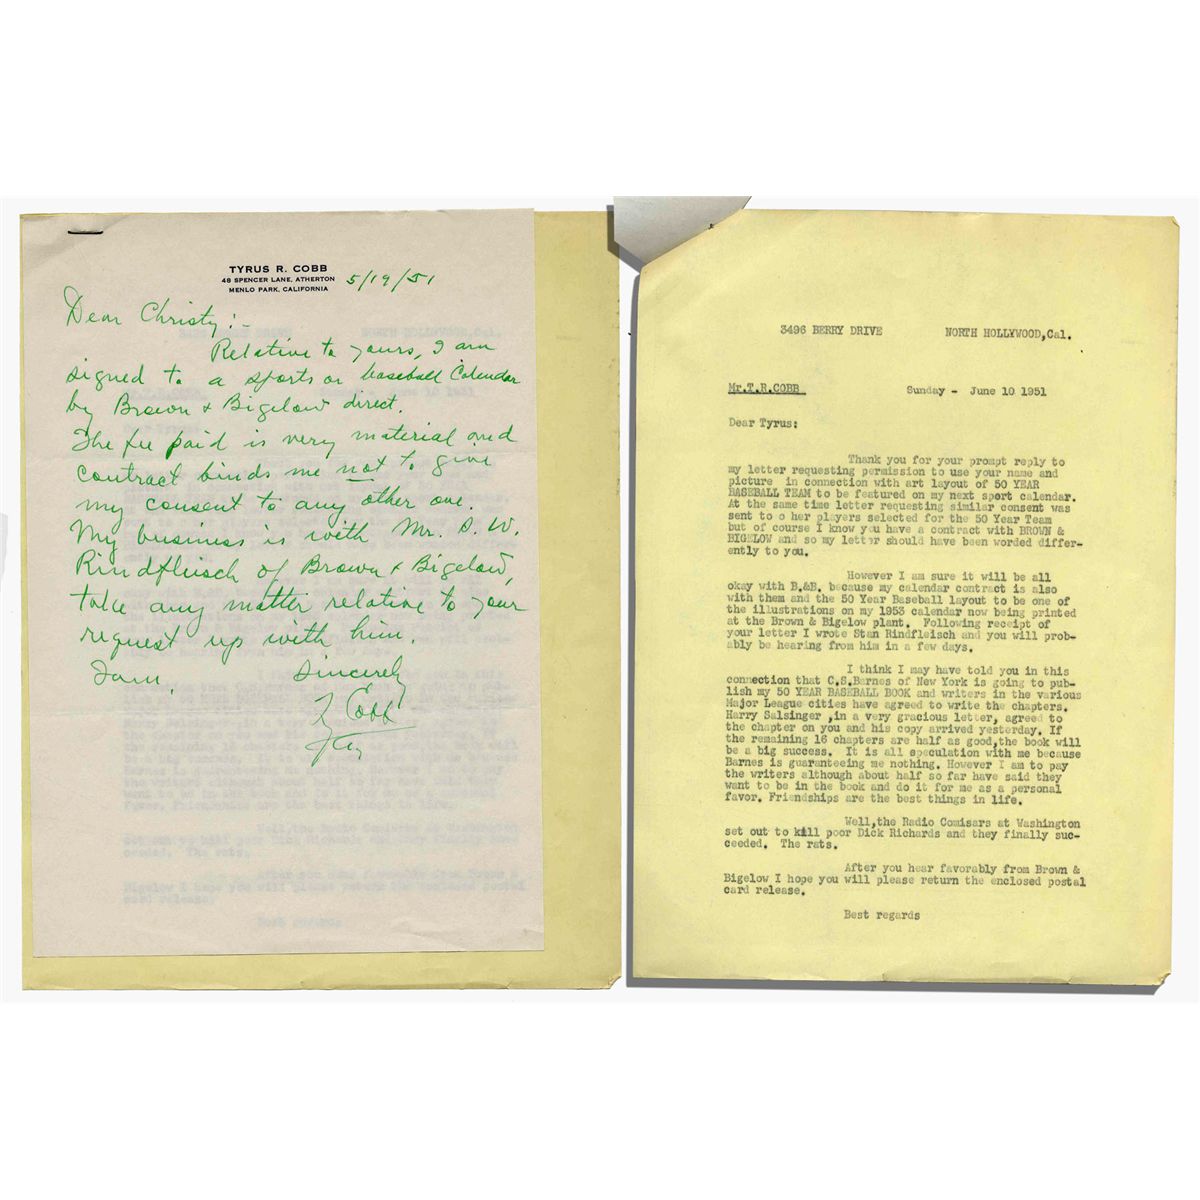 TYRUS R. COBB
48 SPENCER LANE, ATHERTON
MENLO PARK, CALIFORNIA
5/19/51
Dear Christy:-
Relative to yours, I am
signed to a sports or baseball Calendar
by Brown & Bigelow direct.
The fee paid is very material and
contract binds me not to give
my consent to any other one.
My business is with Mr. S. W.
Rindfleisch of Brown & Bigelow,
take any matter relative to your
request up with him.
I am, Sincerely
Ty Cobb
3496 BERRY DRIVE NORTH HOLLYWOOD,Cal.
Mr.T.R.COBB Sunday - June 10 1951
Dear Tyrus:
Thank you for your prompt reply to
my letter requesting permission to use your name and
picture in connection with art layout of 50 YEAR
BASEBALL TEAM to be featured on my next sport calendar.
At the same time letter requesting similar consent was
sent to o her players selected for the 50 Year Team
but of course I know you have a contract with BROWN &
BIGELOW and so my letter should have been worded differ-
ently to you.
However I am sure it will be all
okay with B.&B. because my calendar contract is also
with them and the 50 Year Baseball layout to be one of
the illustrations on my 1953 calendar now being printed
at the Brown & Bigelow plant. Following receipt of
your letter I wrote Stan Rindfleisch and you will prob-
ably be hearing from him in a few days.
I think I may have told you in this
connection that C.S.Barnes of New York is going to pub-
lish my 50 YEAR BASEBALL BOOK and writers in the various
Major League cities have agreed to write the chapters.
Harry Salsinger ,in a very gracious letter, agreed to
the chapter on you and his copy arrived yesterday. If
the remaining 16 chapters are half as good,the book will
be a big success. It is all speculation with me because
Barnes is guaranteeing me nothing. However I am to pay
the writers although about half so far have said they
want to be in the book and do it for me as a personal
favor. Friendships are the best things in life.
Well,the Radio Comisars at Washington
set out to kill poor Dick Richards and they finally suc-
ceeded. The rats.
After you hear favorably from Brown &
Bigelow I hope you will please return the enclosed postal
card release.
Best regards